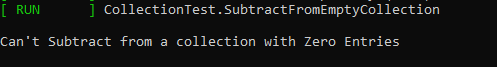 [ RUN      ] CollectionTest.SubtractFromEmptyCollection
Can't Subtract from a collection with Zero Entries